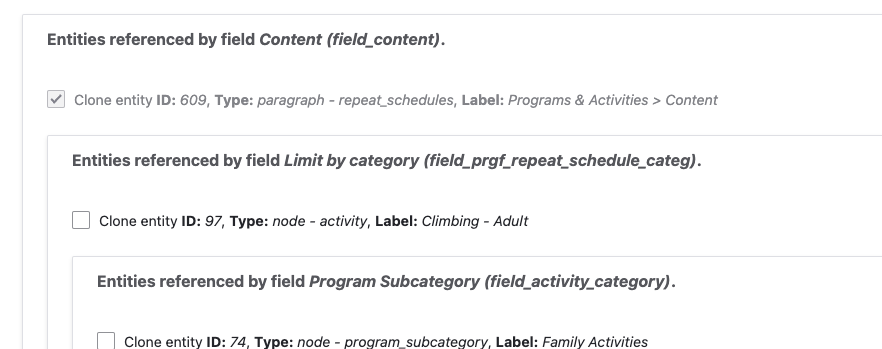 Entities referenced by field Content (field_content).
Clone entity ID: 609, Type: paragraph - repeat_schedules, Label: Programs & Activities > Content
Entities referenced by field Limit by category (field_prgf_repeat_schedule_categ).
Clone entity ID: 97, Type: node - activity, Label: Climbing - Adult
Entities referenced by field Program Subcategory (field_activity_category).
Clone entity ID: 74, Type: node - program_subcategory, Label: Family Activities